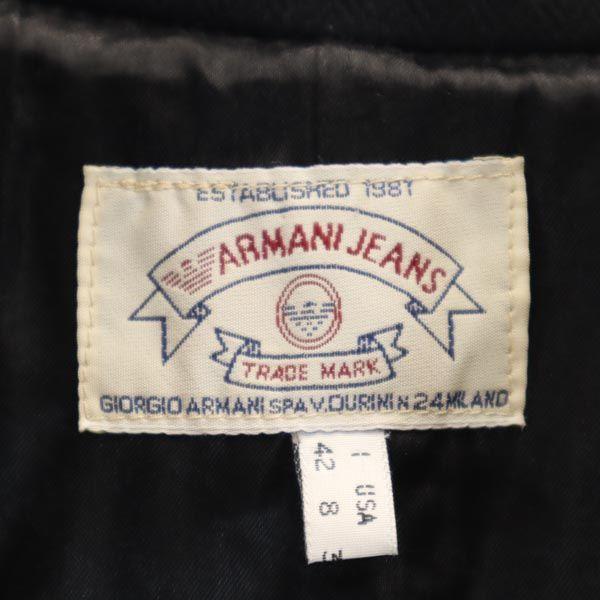 ESTABLISHED 1981
ARMANI JEANS
TRADE MARK
GIORGIO ARMANI SPA V. DURINI N 24 MILANO
I USA
42 8